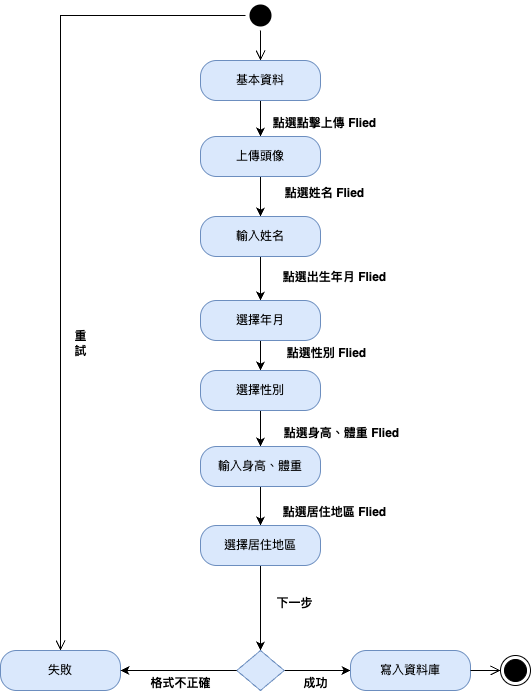 基本資料
點選點擊上傳 Flied
上傳頭像
點選姓名 Flied
輸入姓名
點選出生年月 Flied
選擇年月
重
試
點選性別 Flied
選擇性別
點選身高、體重 Flied
輸入身高、體重
點選居住地區 Flied
選擇居住地區
下一步
失敗
格式不正確
成功
寫入資料庫